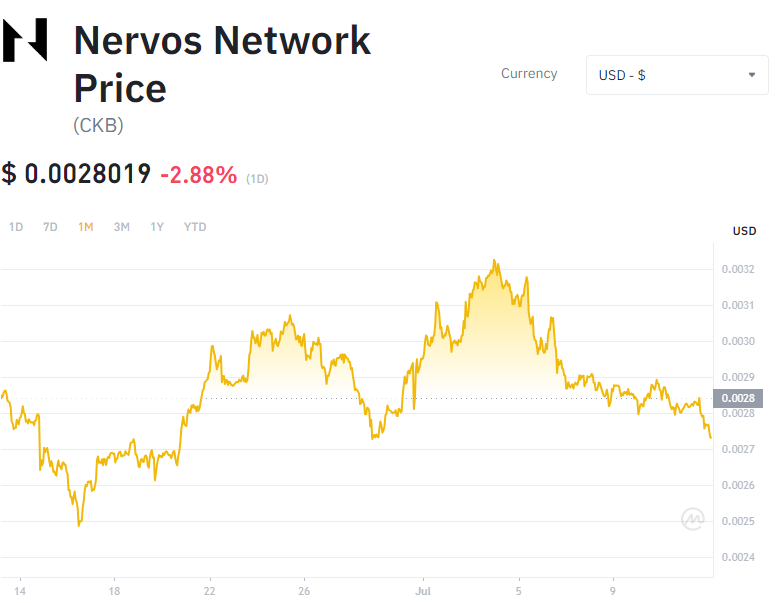 Nervos Network
Price
(CKB)
Currency
USD - $
$ 0.0028019 -2.88% (1D)
1D 7D 1M 3M 1Y YTD
USD
0.0032
0.0031
0.0030
0.0029
0.0028
0.0028
0.0027
0.0026
0.0025
0.0024
14 18 22 26 Jul 5 9